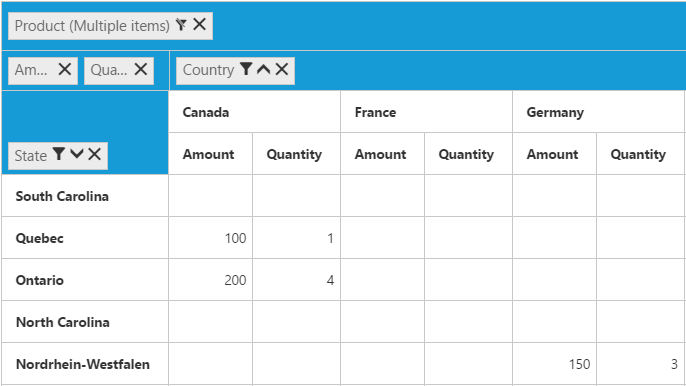 Product (Multiple items)
Am... Qua... Country
Canada France Germany
State Amount Quantity Amount Quantity Amount Quantity
South Carolina
Quebec 100 1
Ontario 200 4
North Carolina
Nordrhein-Westfalen 150 3